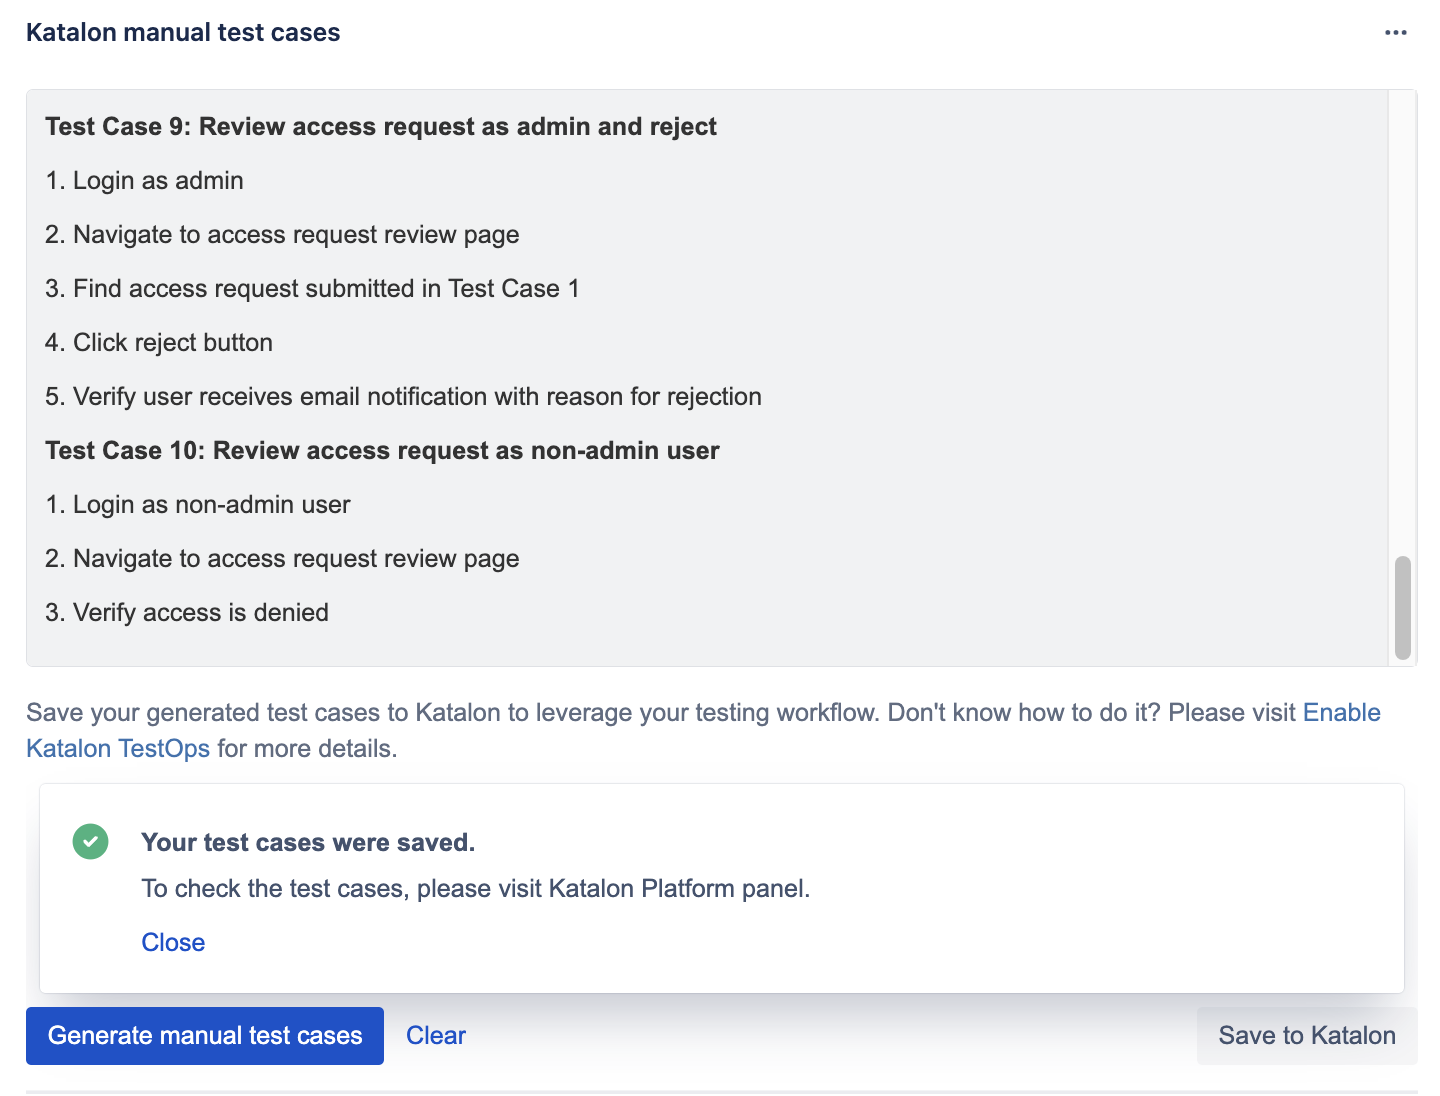 Katalon manual test cases
Test Case 9: Review access request as admin and reject
1. Login as admin
2. Navigate to access request review page
3. Find access request submitted in Test Case 1
4. Click reject button
5. Verify user receives email notification with reason for rejection
Test Case 10: Review access request as non-admin user
1. Login as non-admin user
2. Navigate to access request review page
3. Verify access is denied
Save your generated test cases to Katalon to leverage your testing workflow. Don't know how to do it? Please visit Enable
Katalon TestOps for more details.
Your test cases were saved.
To check the test cases, please visit Katalon Platform panel.
Close
Generate manual test cases Clear Save to Katalon